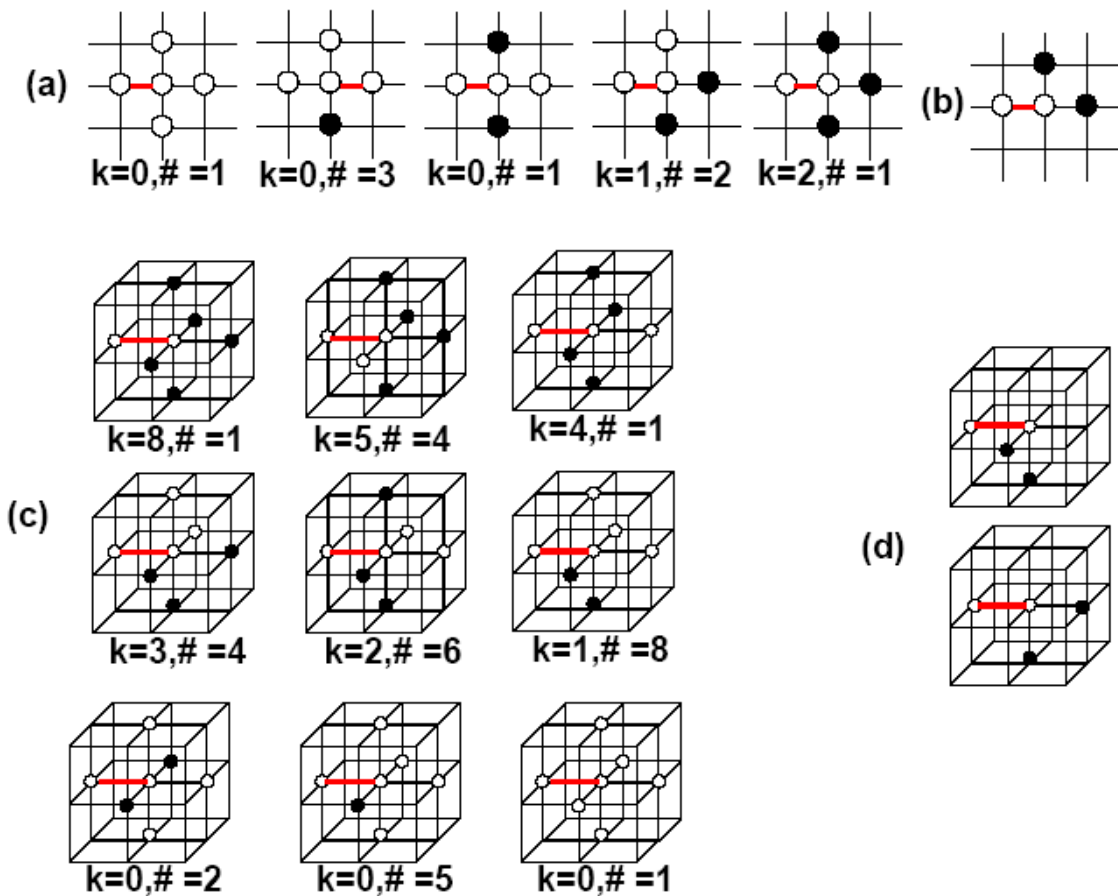 (a)
k=0,# =1
k=0,# =3
k=0,# =1
k=1,# =2
k=2,# =1
(b)
(c)
k=8,# =1
k=5,# =4
k=4,# =1
k=3,# =4
k=2,# =6
k=1,# =8
k=0,# =2
k=0,# =5
k=0,# =1
(d)